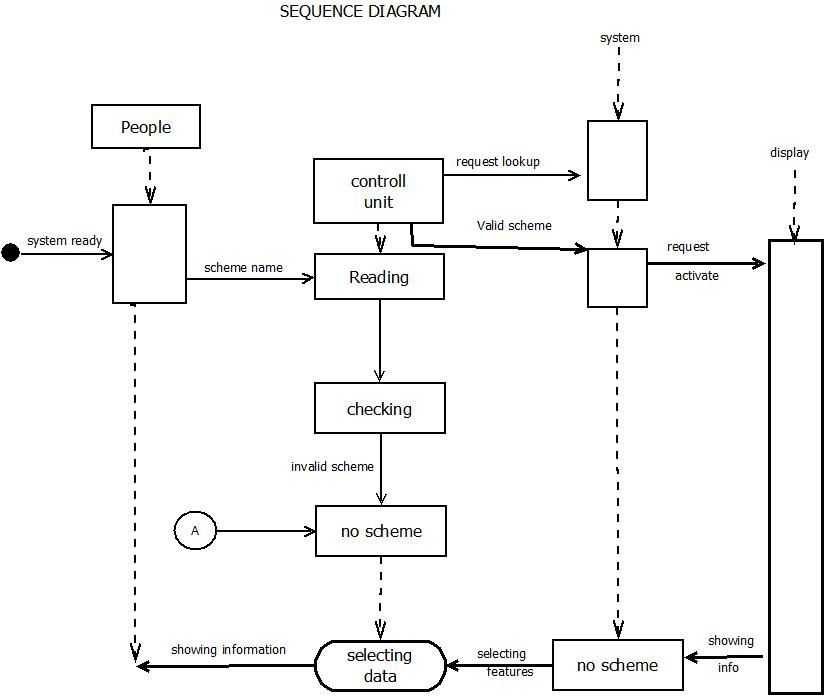 SEQUENCE DIAGRAM
system
People
display
controll
unit
request lookup
Valid scheme
system ready
request
activate
scheme name
Reading
checking
invalid scheme
A
no scheme
showing information
selecting
data
selecting
features
no scheme
showing
info